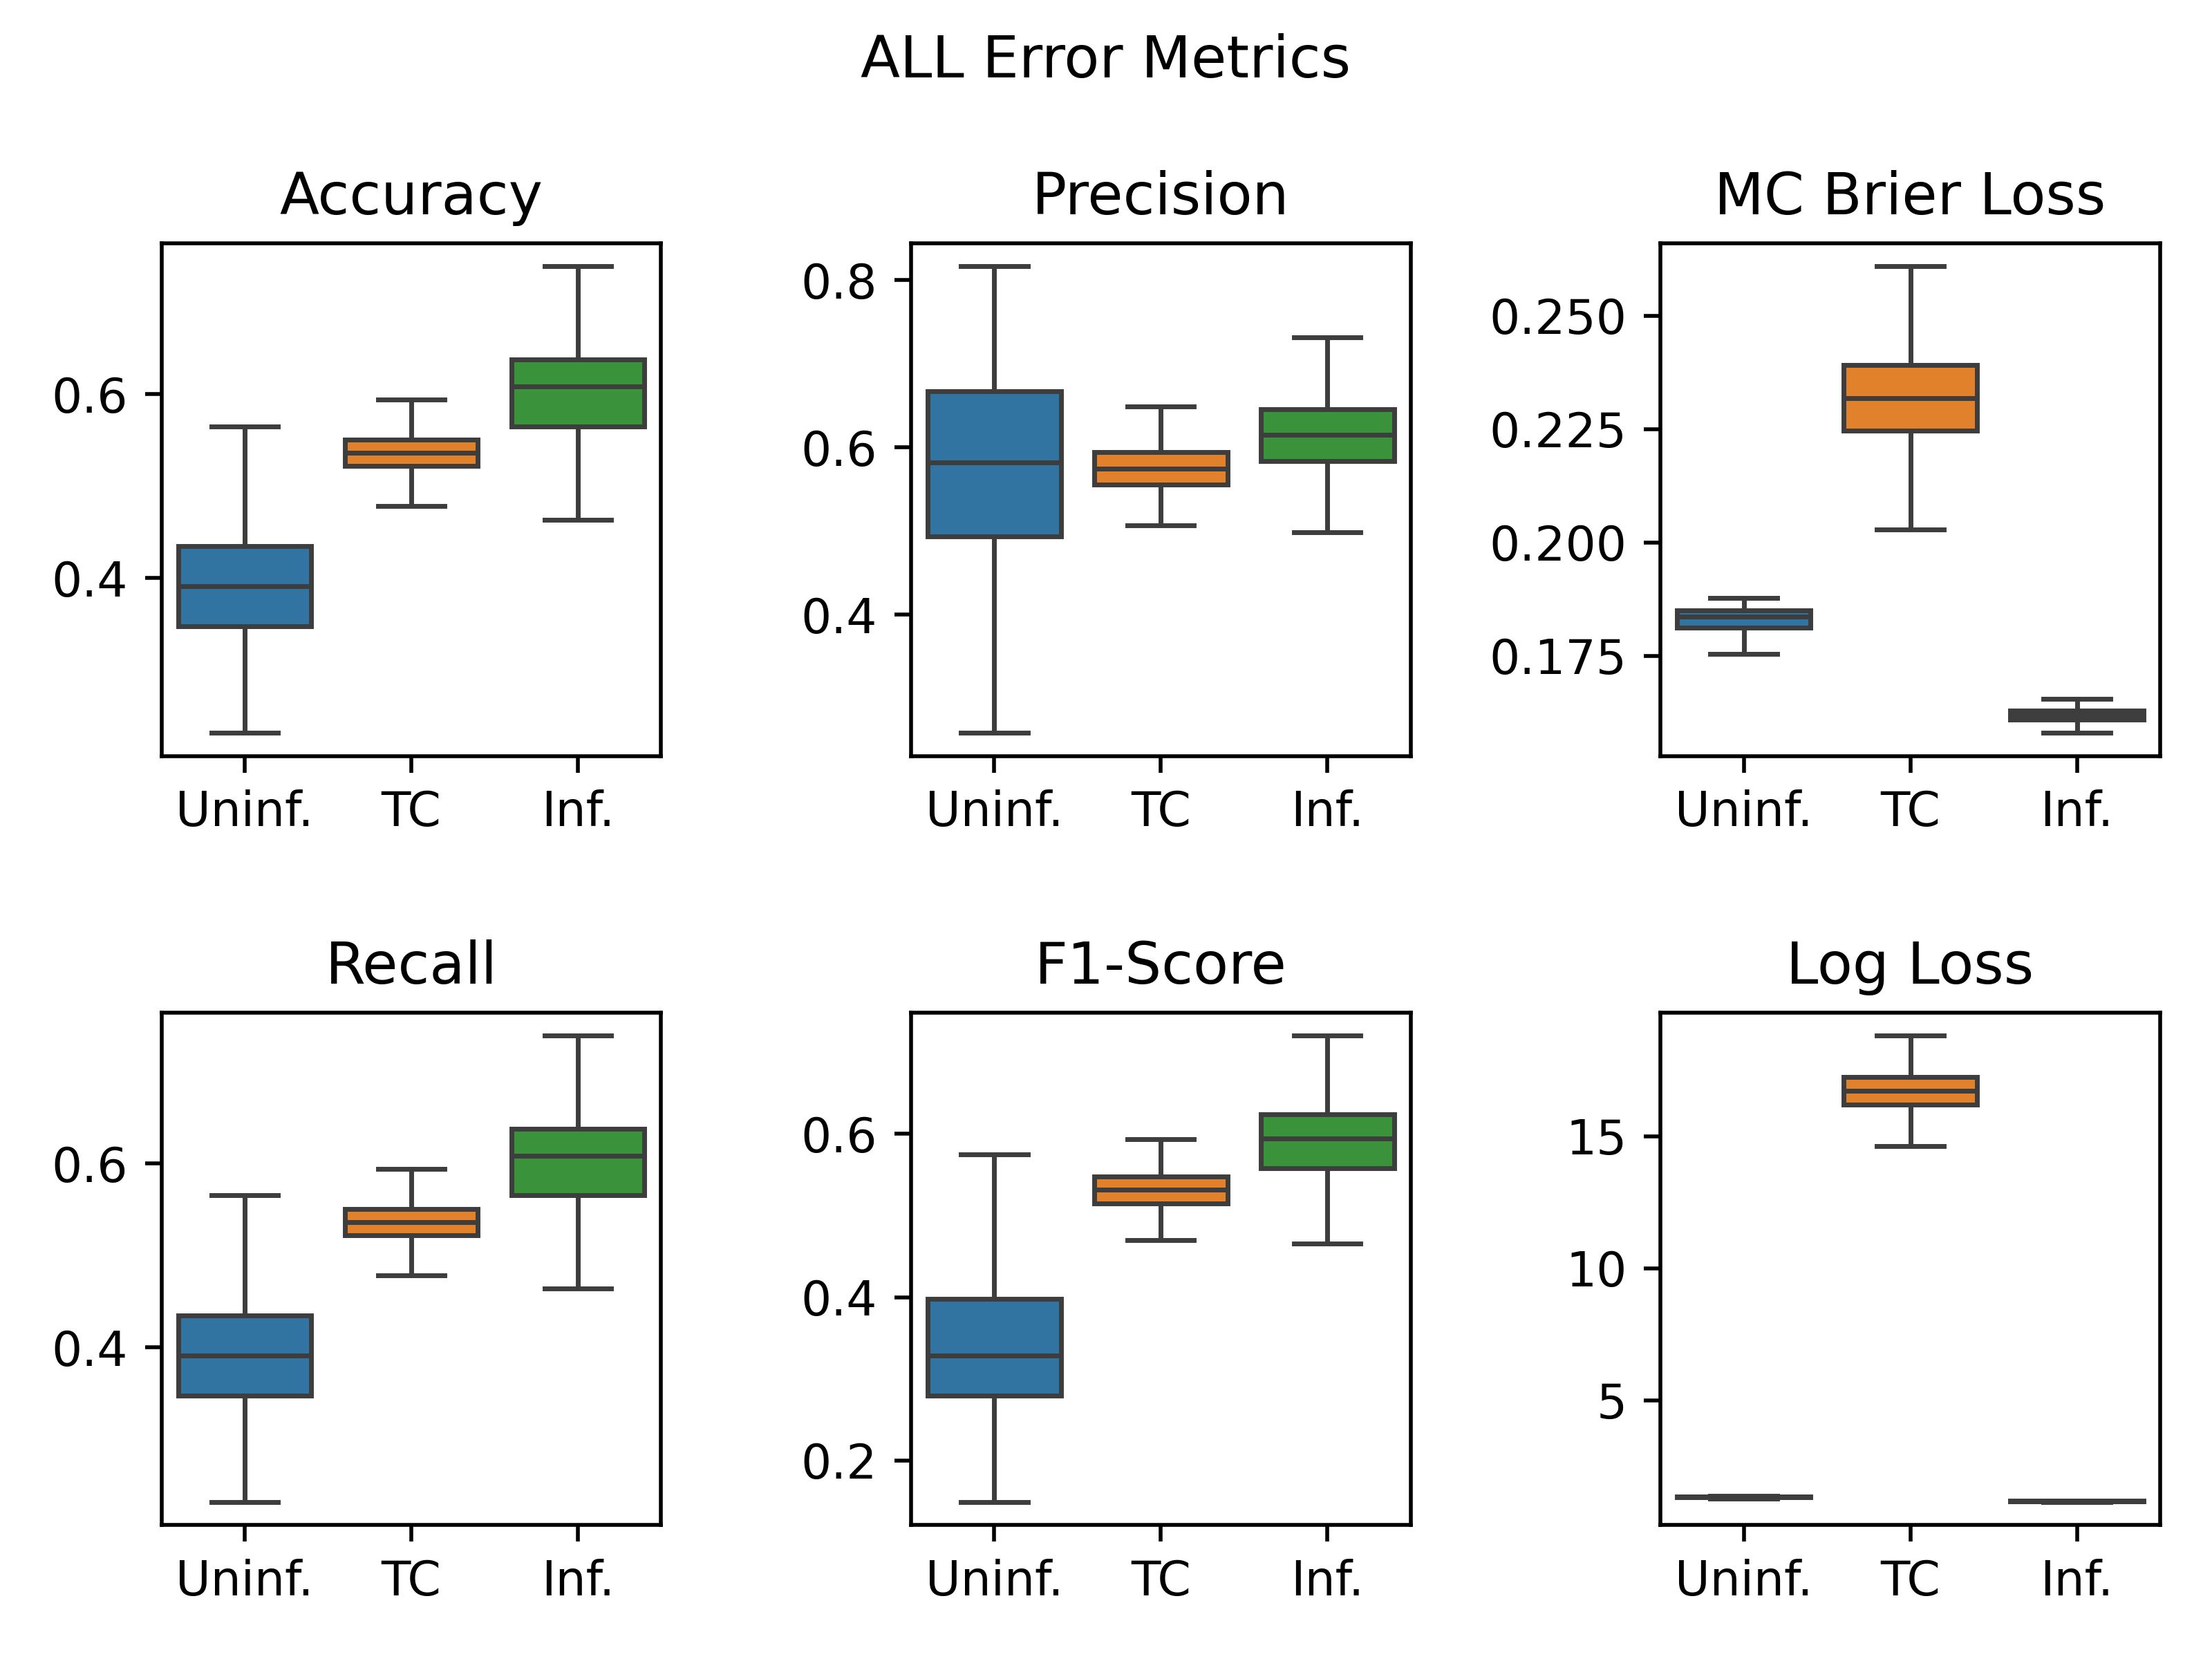 ALL Error Metrics
Accuracy
0.6
0.4
Uninf. TC Inf.
Precision
0.8
0.6
0.4
Uninf. TC Inf.
MC Brier Loss
0.250
0.225
0.200
0.175
Uninf. TC Inf.
Recall
0.6
0.4
Uninf. TC Inf.
F1-Score
0.6
0.4
0.2
Uninf. TC Inf.
Log Loss
15
10
5
Uninf. TC Inf.